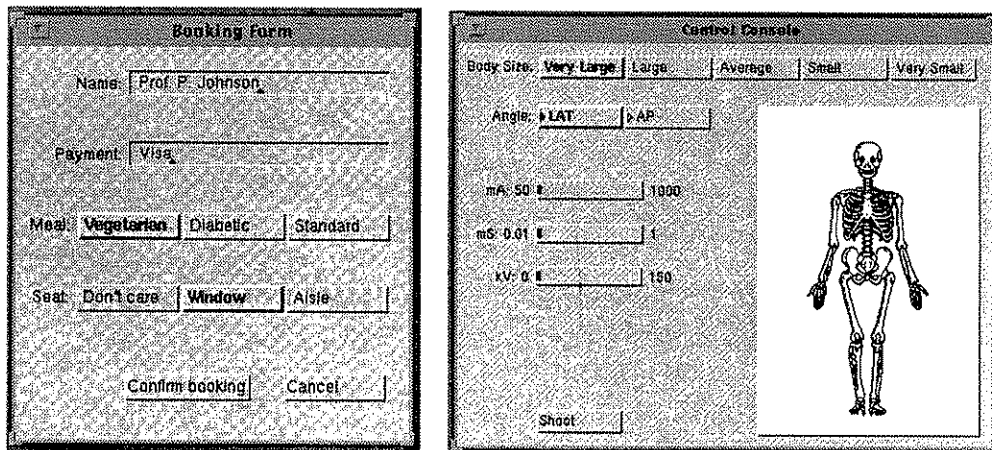 Booking Form
Name: Prof. P. Johnson
Payment: Visa
Meal: Vegetarian Diabetic Standard
Seat: Don't care Window Aisle
Confirm booking Cancel
Control Console
Body Size: Very Large Large Average Small Very Small
Angle: LAT AP
mA: 50 1000
mS: 0.01 1
kV: 0 150
Shoot